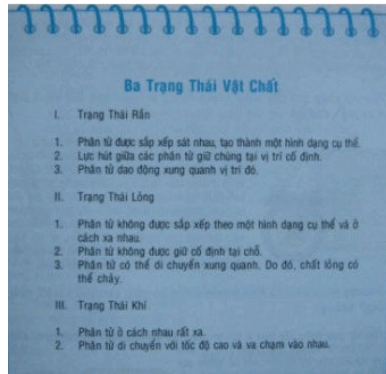 Ba Trạng Thái Vật Chất
I. Trạng Thái Rắn
1. Phân tử được sắp xếp sát nhau, tạo thành một hình dạng cụ thể.
2. Lực hút giữa các phân tử giữ chúng tại vị trí cố định.
3. Phân tử dao động xung quanh vị trí đó.
II. Trạng Thái Lỏng
1. Phân tử không được sắp xếp theo một hình dạng cụ thể và ở
cách xa nhau.
2. Phân tử không được giữ cố định tại chỗ.
3. Phân tử có thể di chuyển xung quanh. Do đó, chất lỏng có
thể chảy.
III. Trạng Thái Khí
1. Phân tử ở cách nhau rất xa.
2. Phân tử di chuyển với tốc độ cao và va chạm vào nhau.